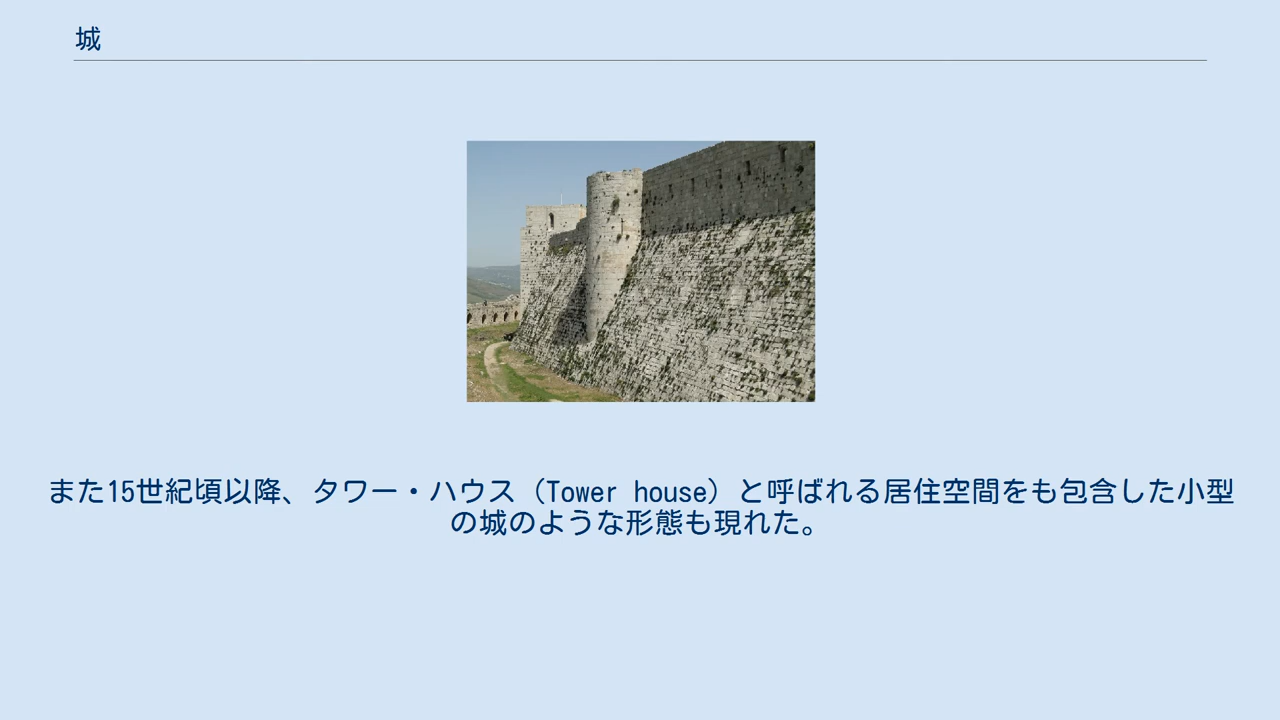 城
また15世紀頃以降、タワー・ハウス（Tower house）と呼ばれる居住空間をも包含した小型
の城のような形態も現れた。